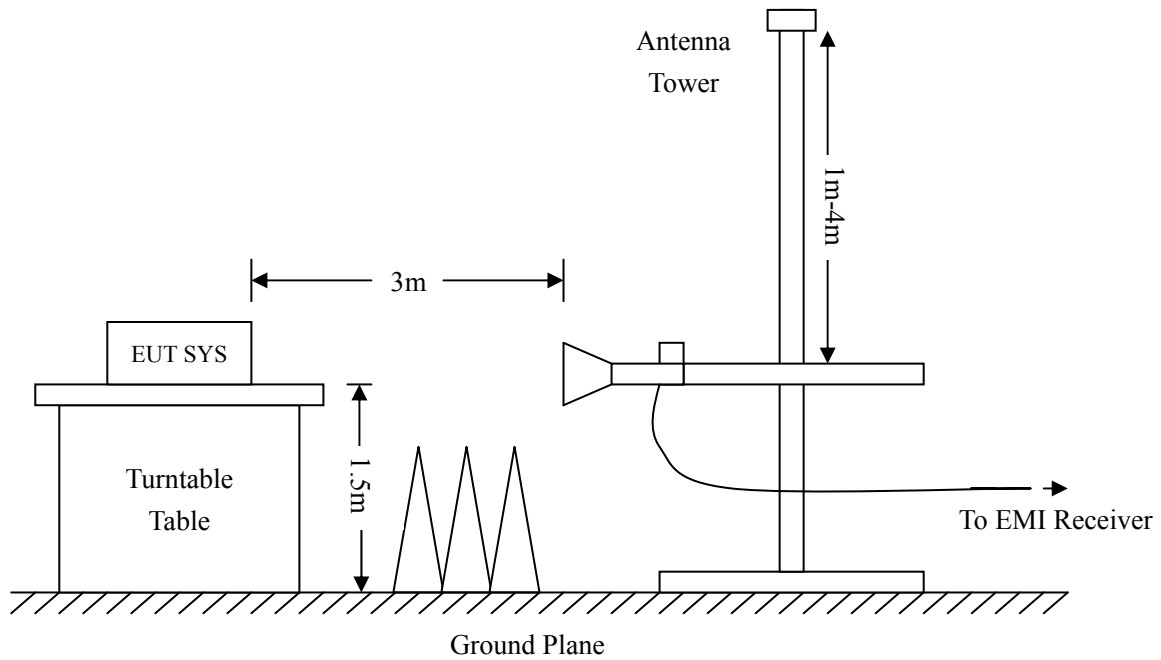 Antenna
Tower
1m-4m
3m
EUT SYS
1.5m
Turntable
Table
To EMI Receiver
Ground Plane